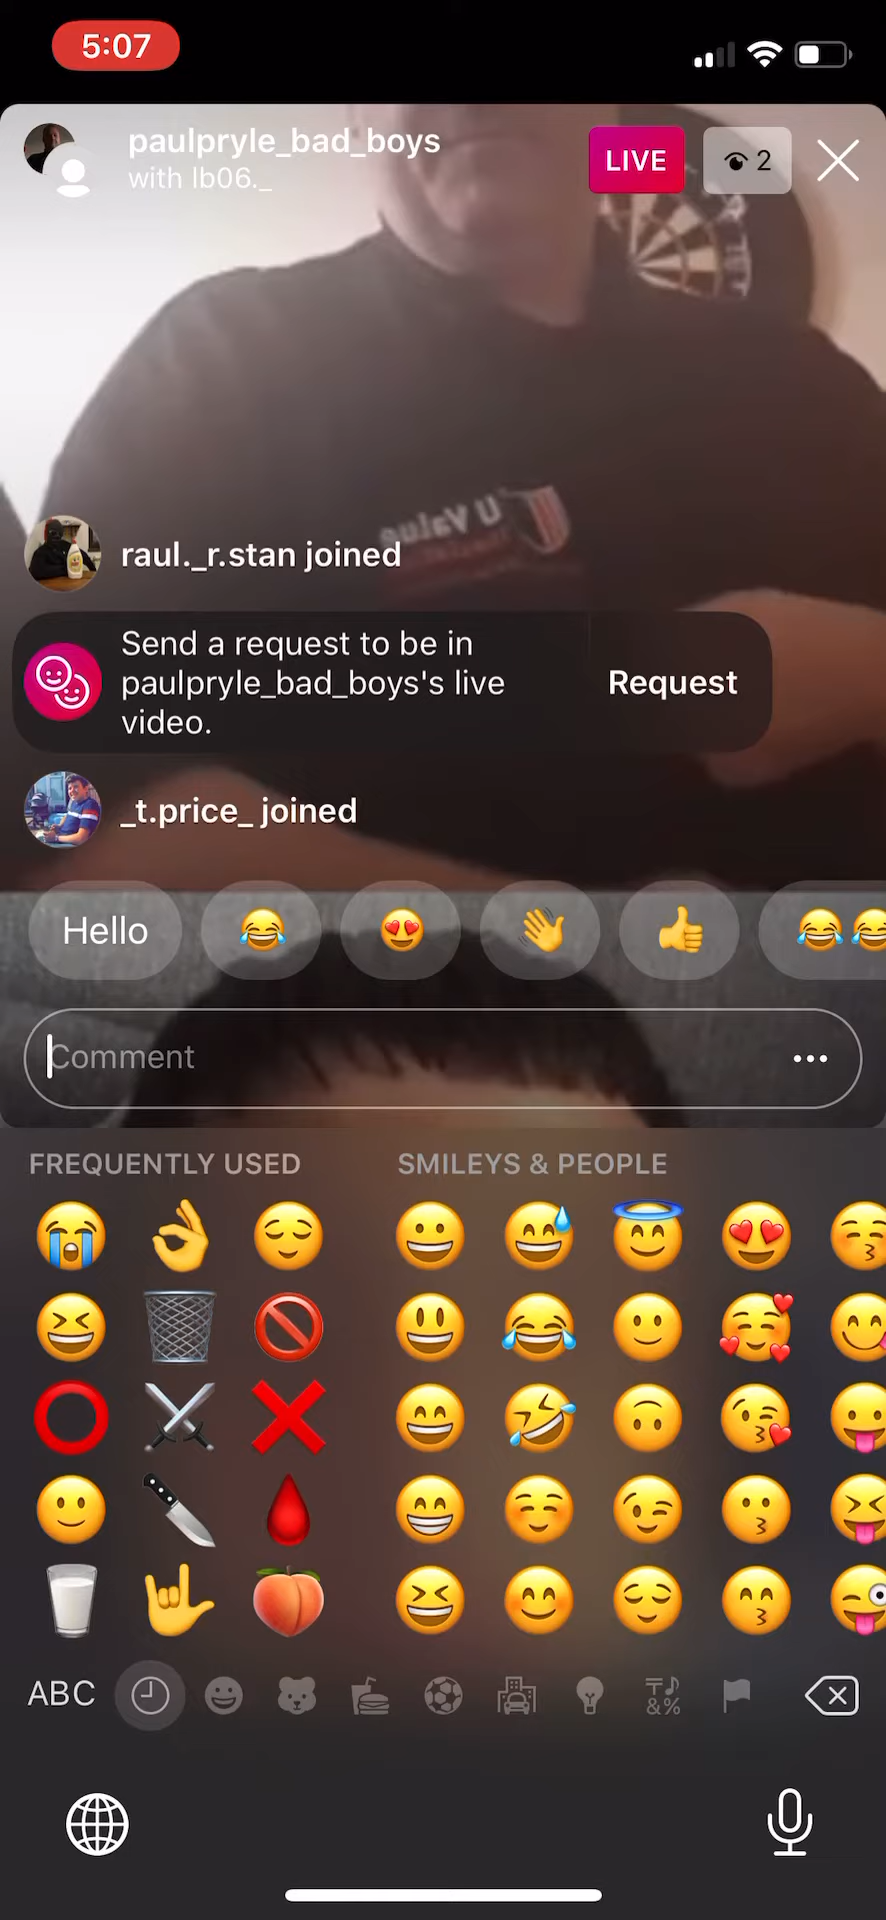 5:07
paulpryle_bad_boys
with lb06._
LIVE
2
U Value
raul._r.stan joined
Send a request to be in
paulpryle_bad_boys's live
video.
Request
_t.price_ joined
Hello
Comment
FREQUENTLY USED
SMILEYS & PEOPLE
ABC